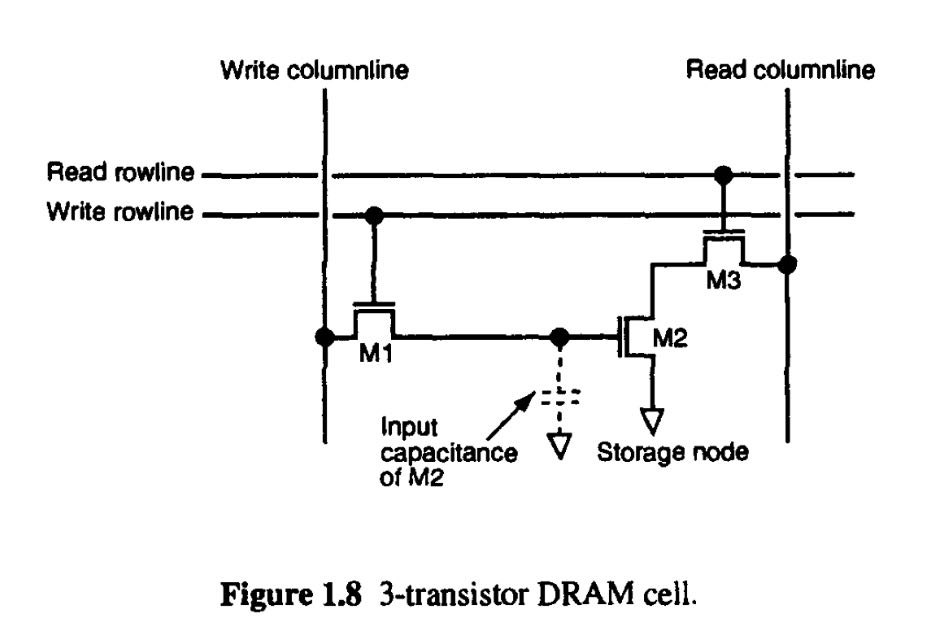 Write columnline
Read columnline
Read rowline
Write rowline
M3
M1
M2
Input
capacitance
of M2
Storage node
Figure 1.8 3-transistor DRAM cell.